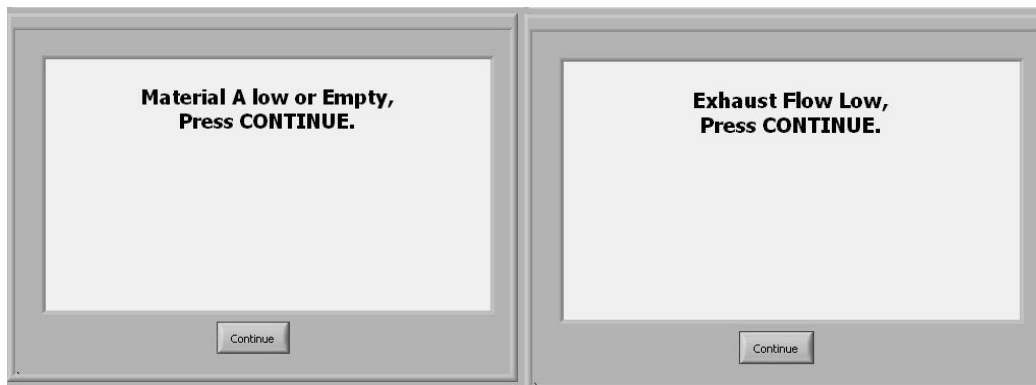 Material A low or Empty,
Press CONTINUE.
Continue
Exhaust Flow Low,
Press CONTINUE.
Continue